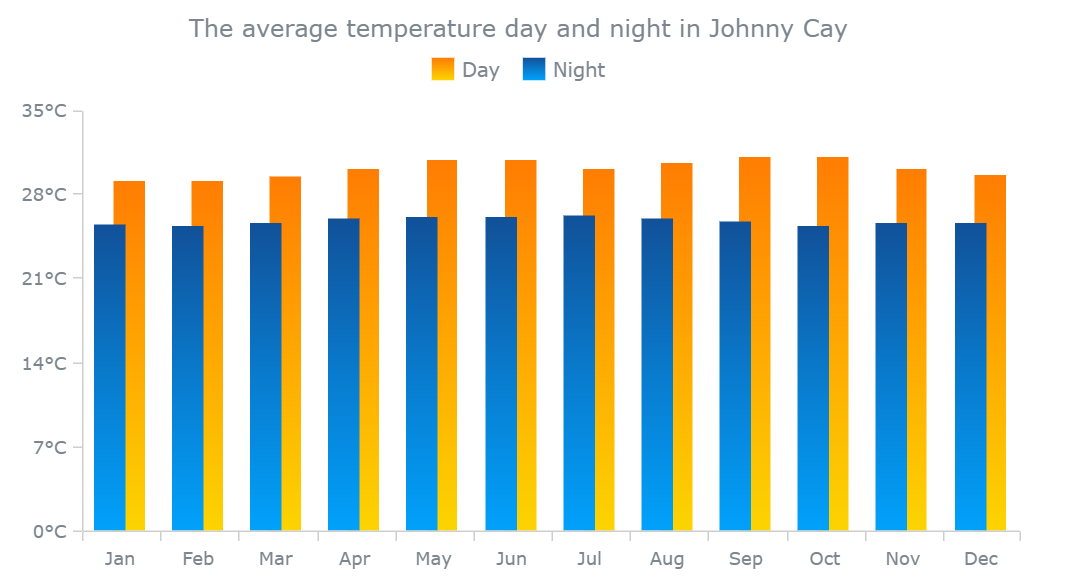 The average temperature day and night in Johnny Cay
Day Night
35°C
28°C
21°C
14°C
7°C
0°C
Jan Feb Mar Apr May Jun Jul Aug Sep Oct Nov Dec